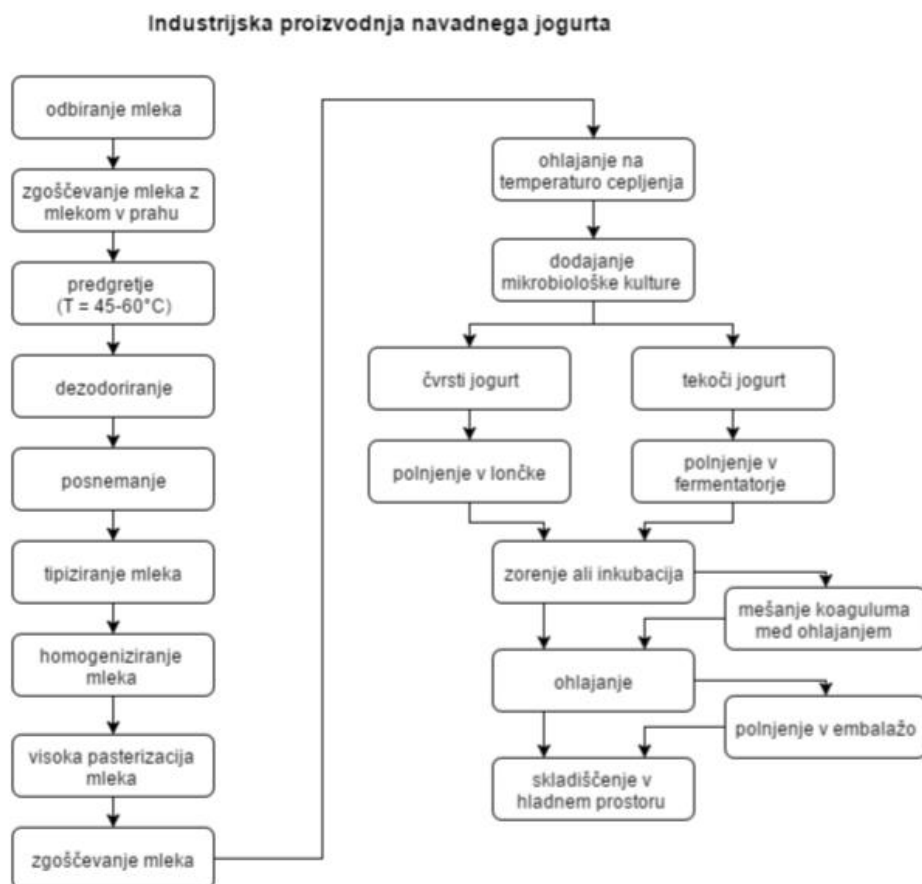 Industrijska proizvodnja navadnega jogurta
odbiranje mleka
zgoščevanje mleka z
mlekom v prahu
predgretje
(T = 45-60°C)
dezodoriranje
posnemanje
tipiziranje mleka
homogeniziranje
mleka
visoka pasterizacija
mleka
zgoščevanje mleka
ohlajanje na
temperaturo cepljenja
dodajanje
mikrobiološke kulture
čvrsti jogurt
tekoči jogurt
polnjenje v lončke
polnjenje v
fermentatorje
zorenje ali inkubacija
mešanje koaguluma
med ohlajanjem
ohlajanje
polnjenje v embalažo
skladiščenje v
hladnem prostoru